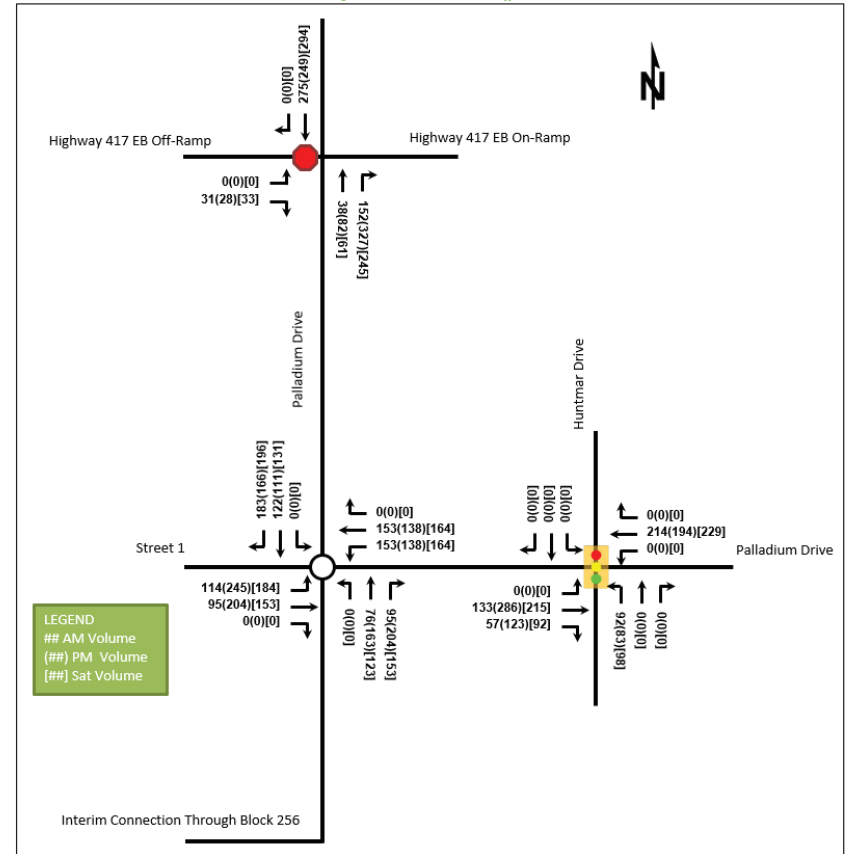 0(0)[0]
275(249)[294]
N
Highway 417 EB Off-Ramp
Highway 417 EB On-Ramp
0(0)[0]
31(28)[33]
38(82)[61]
152(327)[245]
Palladium Drive
Huntmar Drive
183(166)[196]
122(111)[131]
0(0)[0]
0(0)[0]
153(138)[164]
153(138)[164]
Street 1
114(245)[184]
95(204)[153]
0(0)[0]
0(0)[0]
76(163)[123]
95(204)[153]
0(0)[0]
0(0)[0]
0(0)[0]
0(0)[0]
214(194)[229]
0(0)[0]
Palladium Drive
0(0)[0]
133(286)[215]
57(123)[92]
92(83)[98]
0(0)[0]
0(0)[0]
LEGEND
## AM Volume
(##) PM Volume
[##] Sat Volume
Interim Connection Through Block 256